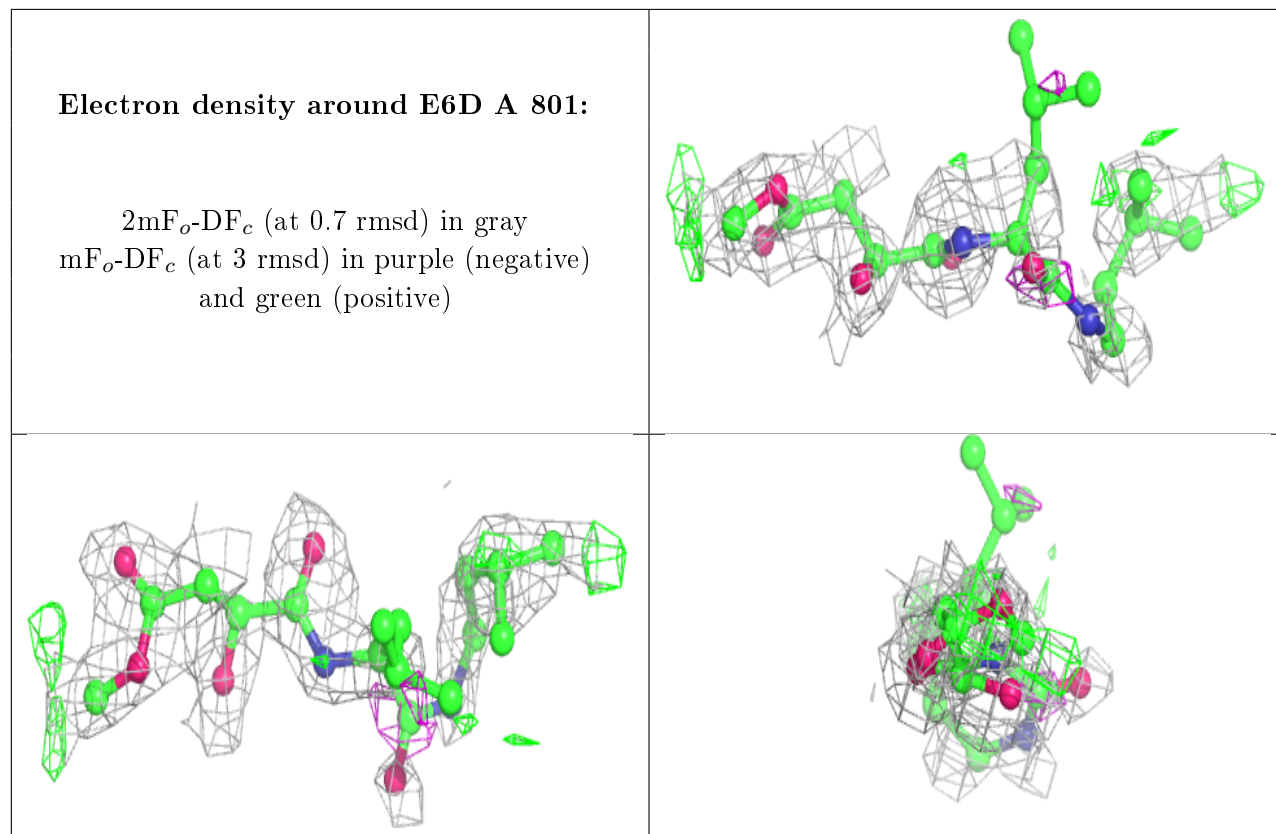 Electron density around E6D A 801:
2mFo-DFc (at 0.7 rmsd) in gray
mFo-DFc (at 3 rmsd) in purple (negative)
and green (positive)